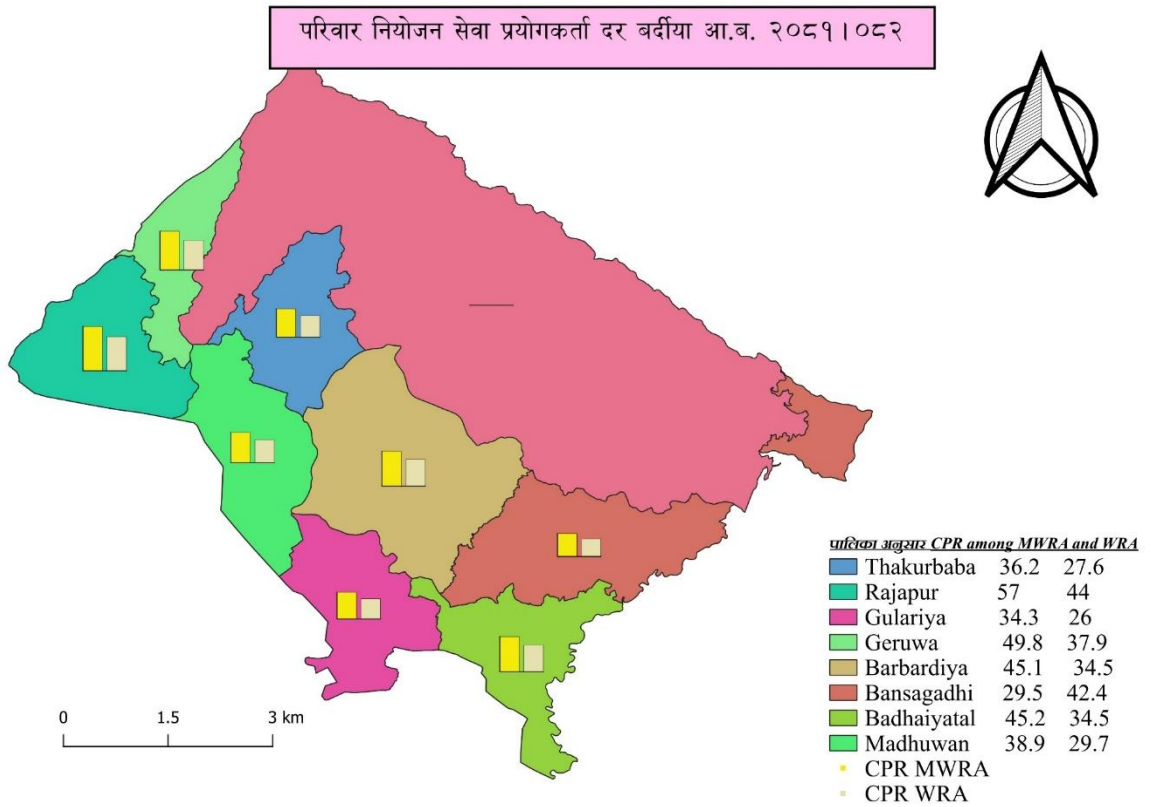 परिवार नियोजन सेवा प्रयोगकर्ता दर बर्दीया आ.ब. २०८१।०८२
0 1.5 3 km
पालिका अनुसार CPR among MWRA and WRA
Thakurbaba 36.2 27.6
Rajapur 57 44
Gulariya 34.3 26
Geruwa 49.8 37.9
Barbardiya 45.1 34.5
Bansagadhi 29.5 42.4
Badhaiyatal 45.2 34.5
Madhuwan 38.9 29.7
CPR MWRA
CPR WRA